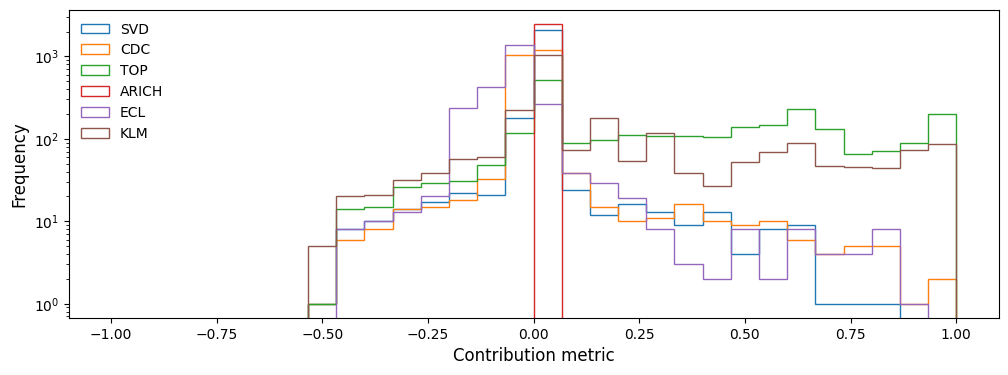 SVD
CDC
TOP
ARICH
ECL
KLM
Frequency
10³
10²
10¹
10⁰
−1.00 −0.75 −0.50 −0.25 0.00 0.25 0.50 0.75 1.00
Contribution metric